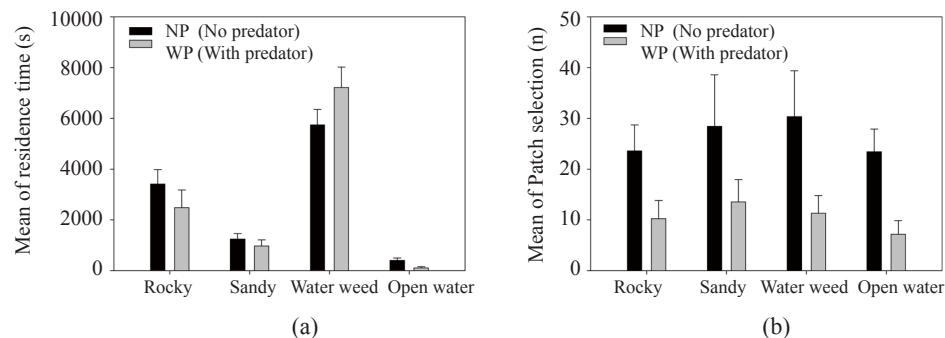 Mean of residence time (s)
10000
8000
6000
4000
2000
0
NP (No predator)
WP (With predator)
Rocky Sandy Water weed Open water
(a)
Mean of Patch selection (n)
50
40
30
20
10
0
NP (No predator)
WP (With predator)
Rocky Sandy Water weed Open water
(b)